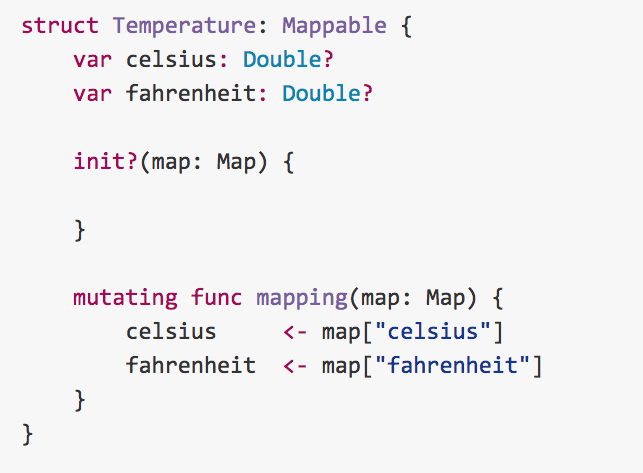 struct Temperature: Mappable {
    var celsius: Double?
    var fahrenheit: Double?

    init?(map: Map) {

    }

    mutating func mapping(map: Map) {
        celsius     <- map["celsius"]
        fahrenheit  <- map["fahrenheit"]
    }
}